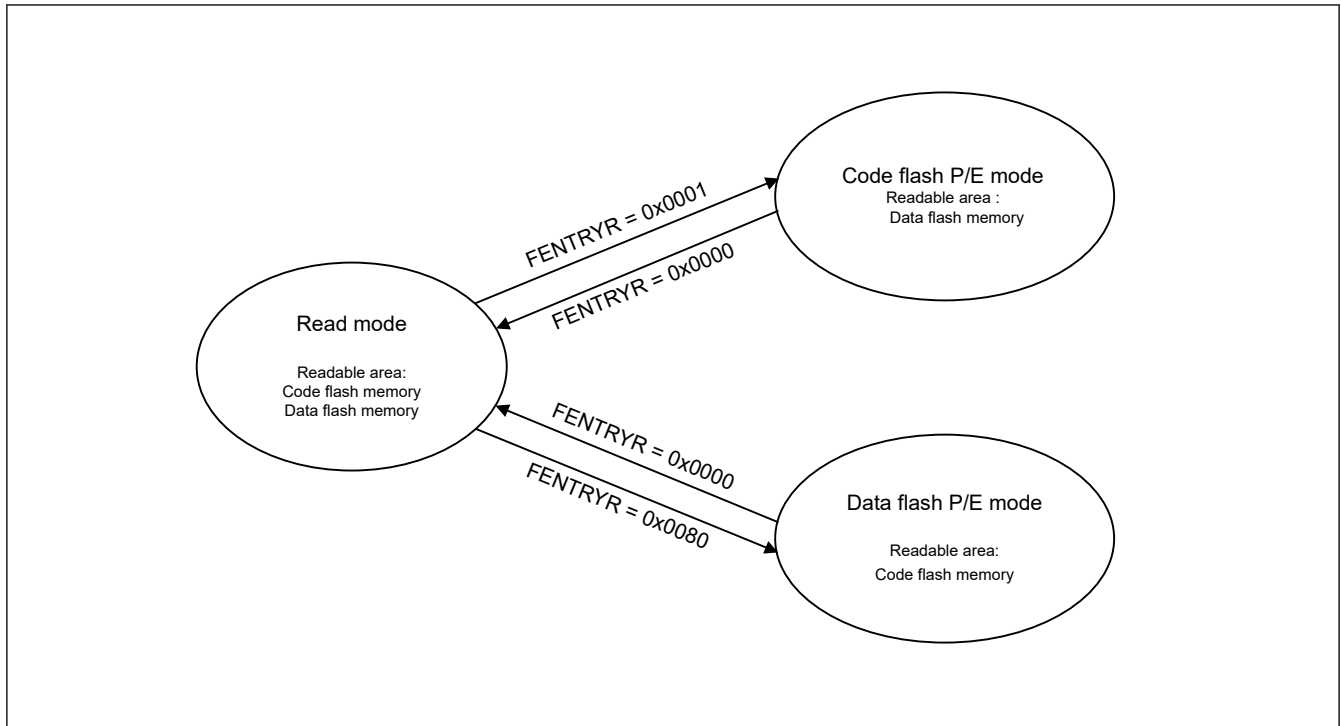 Code flash P/E mode
Readable area :
Data flash memory
FENTRYR = 0x0001
FENTRYR = 0x0000
Read mode
Readable area:
Code flash memory
Data flash memory
FENTRYR = 0x0000
FENTRYR = 0x0080
Data flash P/E mode
Readable area:
Code flash memory